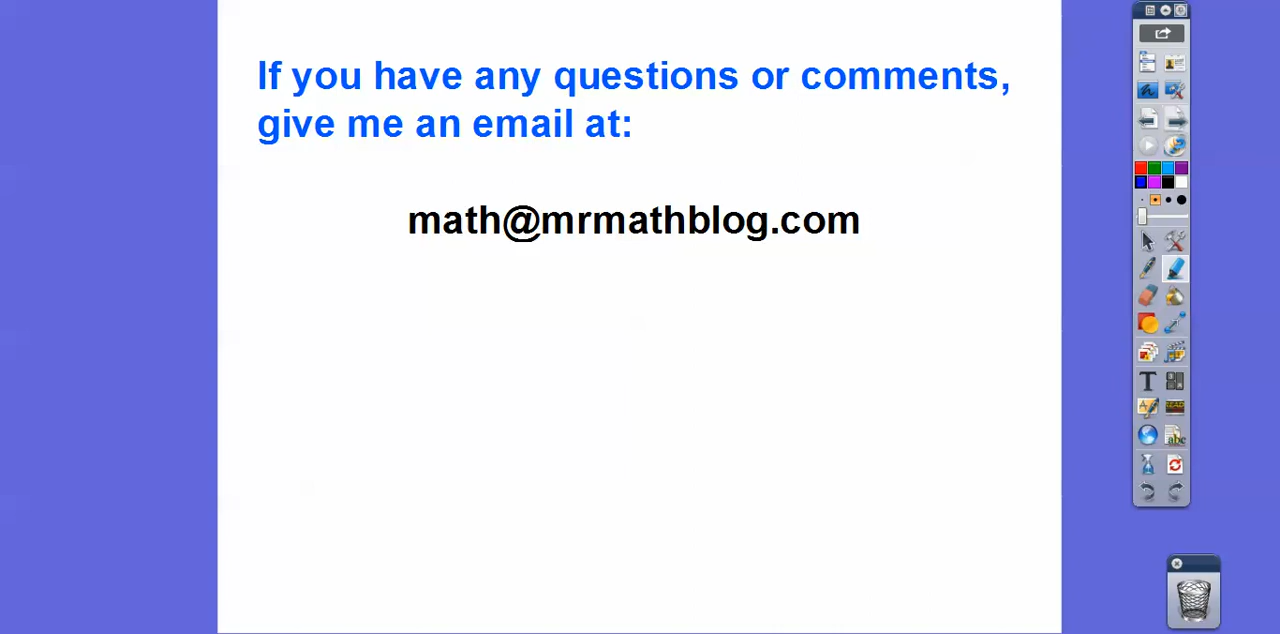 If you have any questions or comments,
give me an email at:
math@mrmathblog.com